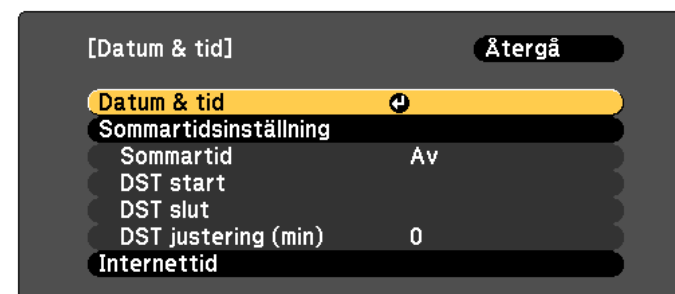 [Datum & tid] Återgå
Datum & tid
Sommartidsinställning
Sommartid Av
DST start
DST slut
DST justering (min) 0
Internettid